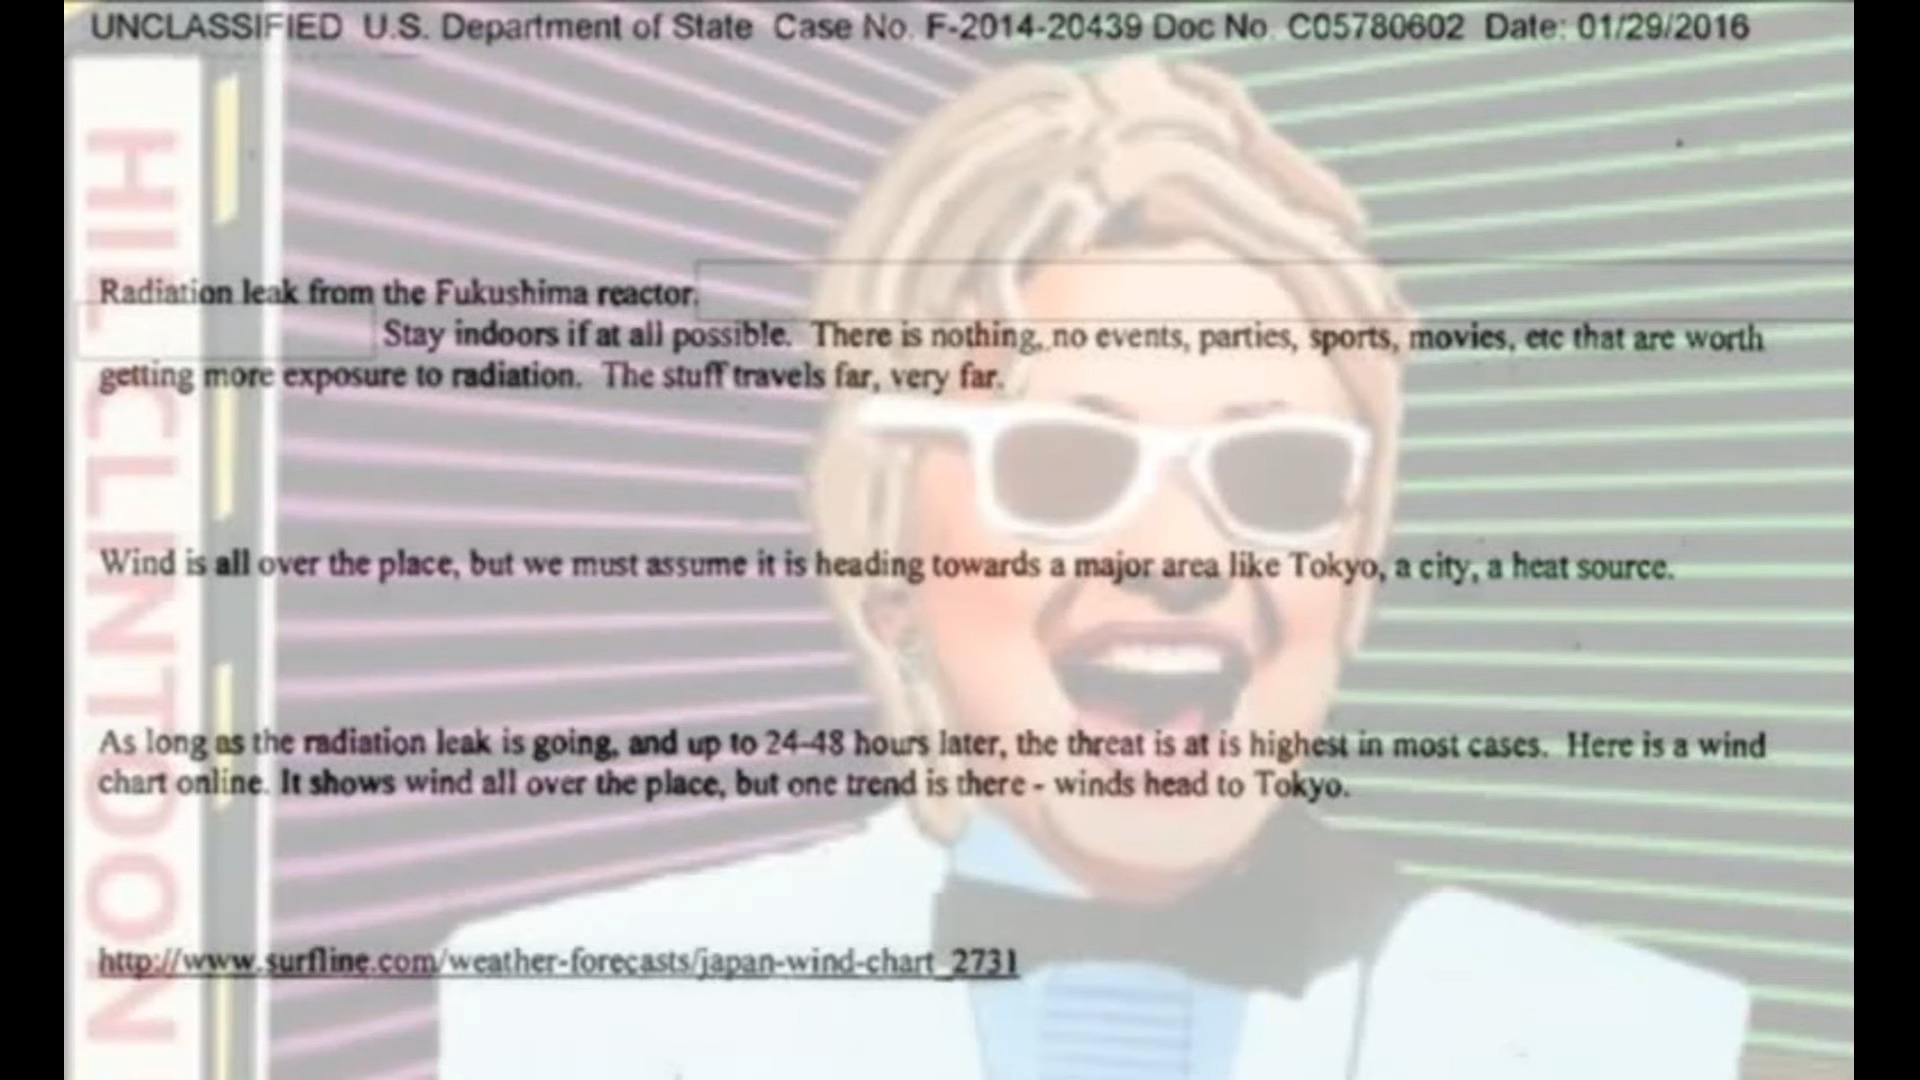 UNCLASSIFIED U.S. Department of State Case No. F-2014-20439 Doc No. C05780602 Date: 01/29/2016
HIL CLINTOON
Radiation leak from the Fukushima reactor.
Stay indoors if at all possible. There is nothing, no events, parties, sports, movies, etc that are worth
getting more exposure to radiation. The stuff travels far, very far.
Wind is all over the place, but we must assume it is heading towards a major area like Tokyo, a city, a heat source.
As long as the radiation leak is going, and up to 24-48 hours later, the threat is at is highest in most cases. Here is a wind
chart online. It shows wind all over the place, but one trend is there - winds head to Tokyo.
http://www.surfline.com/weather-forecasts/japan-wind-chart_2731